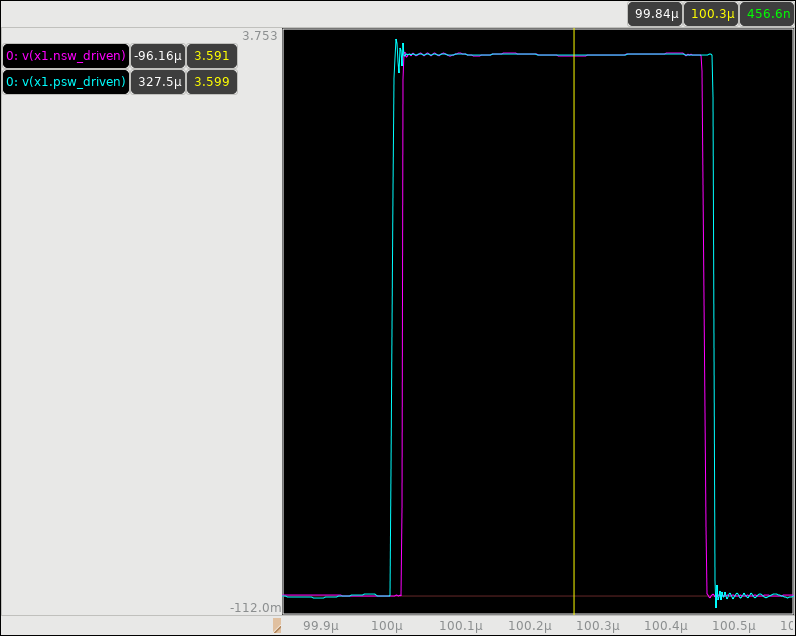 99.84µ 100.3µ 456.6n
3.753
0: v(x1.nsw_driven) -96.16µ 3.591
0: v(x1.psw_driven) 327.5µ 3.599
-112.0m
99.9µ 100µ 100.1µ 100.2µ 100.3µ 100.4µ 100.5µ